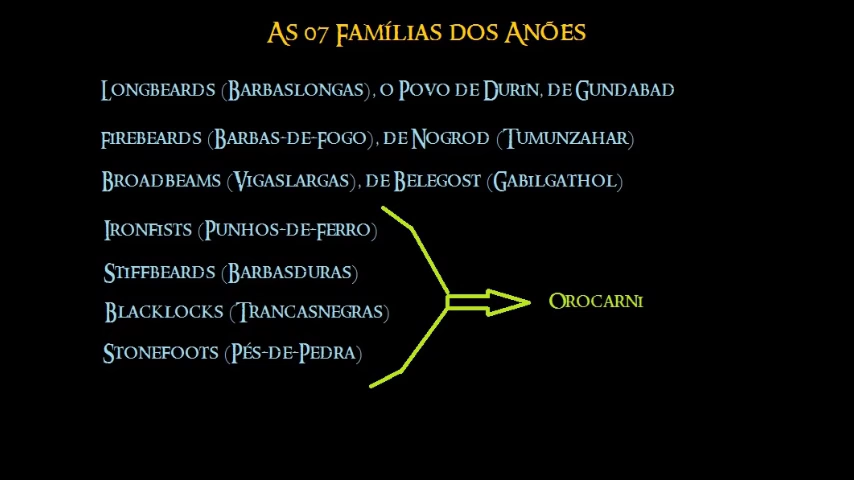 As 07 Famílias dos Anões
Longbeards (Barbaslongas), o Povo de Durin, de Gundabad
Firebeards (Barbas-de-Fogo), de Nogrod (Tumunzahar)
Broadbeams (Vigaslargas), de Belegost (Gabilgathol)
Ironfists (Punhos-de-Ferro)
Stiffbeards (Barbasduras)
Blacklocks (Trancasnegras)
Stonefoots (Pés-de-Pedra)
Orocarni